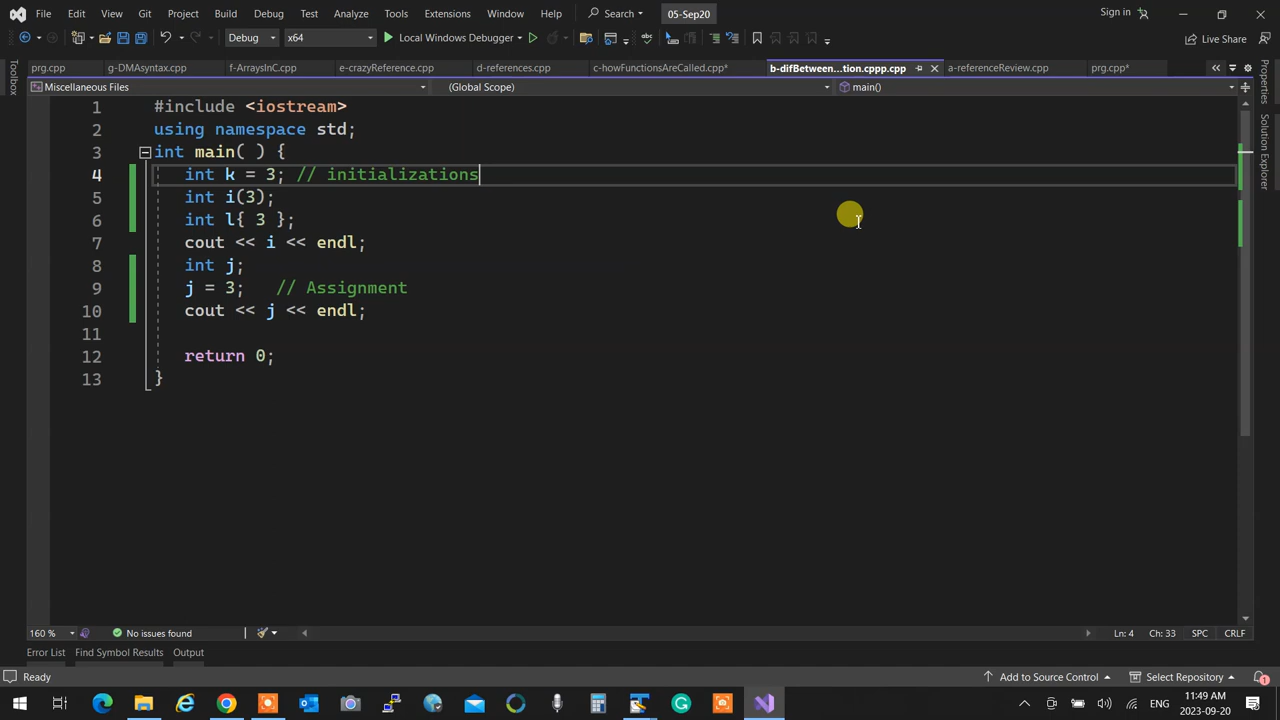 File Edit View Git Project Build Debug Test Analyze Tools Extensions Window Help Search 05-Sep20 Sign in
Debug x64 Local Windows Debugger Live Share
prg.cpp g-DMAsyntax.cpp f-ArraysInC.cpp e-crazyReference.cpp d-references.cpp c-howFunctionsAreCalled.cpp* b-difBetween...tion.cppp.cpp a-referenceReview.cpp prg.cpp*
Toolbox
Miscellaneous Files (Global Scope) main()
Properties
Solution Explorer
1 #include <iostream>
2 using namespace std;
3 int main( ) {
4 int k = 3; // initializations
5 int i(3);
6 int l{ 3 };
7 cout << i << endl;
8 int j;
9 j = 3; // Assignment
10 cout << j << endl;
11
12 return 0;
13 }
160 % No issues found Ln: 4 Ch: 33 SPC CRLF
Error List Find Symbol Results Output
Ready Add to Source Control Select Repository 1
ENG 11:49 AM
2023-09-20